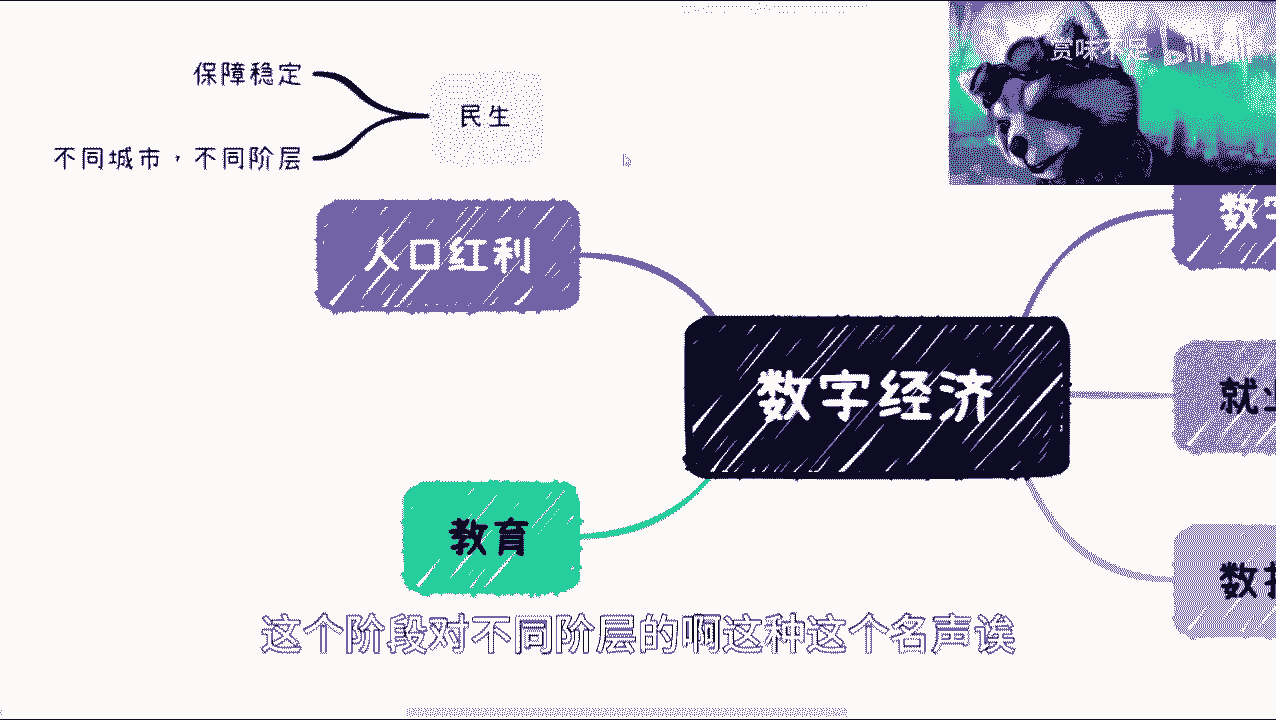 保障稳定
民生
不同城市，不同阶层
赏味不足
人口红利
数字
数字经济
就业
教育
数据
这个阶段对不同阶层的啊这种这个名声诶